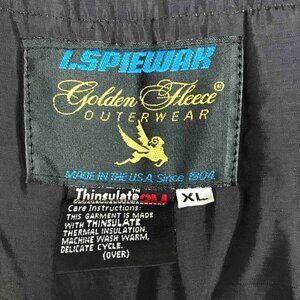 I.SPIEWAK
Golden Fleece®
OUTERWEAR
MADE IN THE U.S.A. Since 1904
Thinsulate™ 3M XL
Care Instructions:
THIS GARMENT IS MADE
WITH THINSULATE
THERMAL INSULATION.
MACHINE WASH WARM,
DELICATE CYCLE.
(OVER)